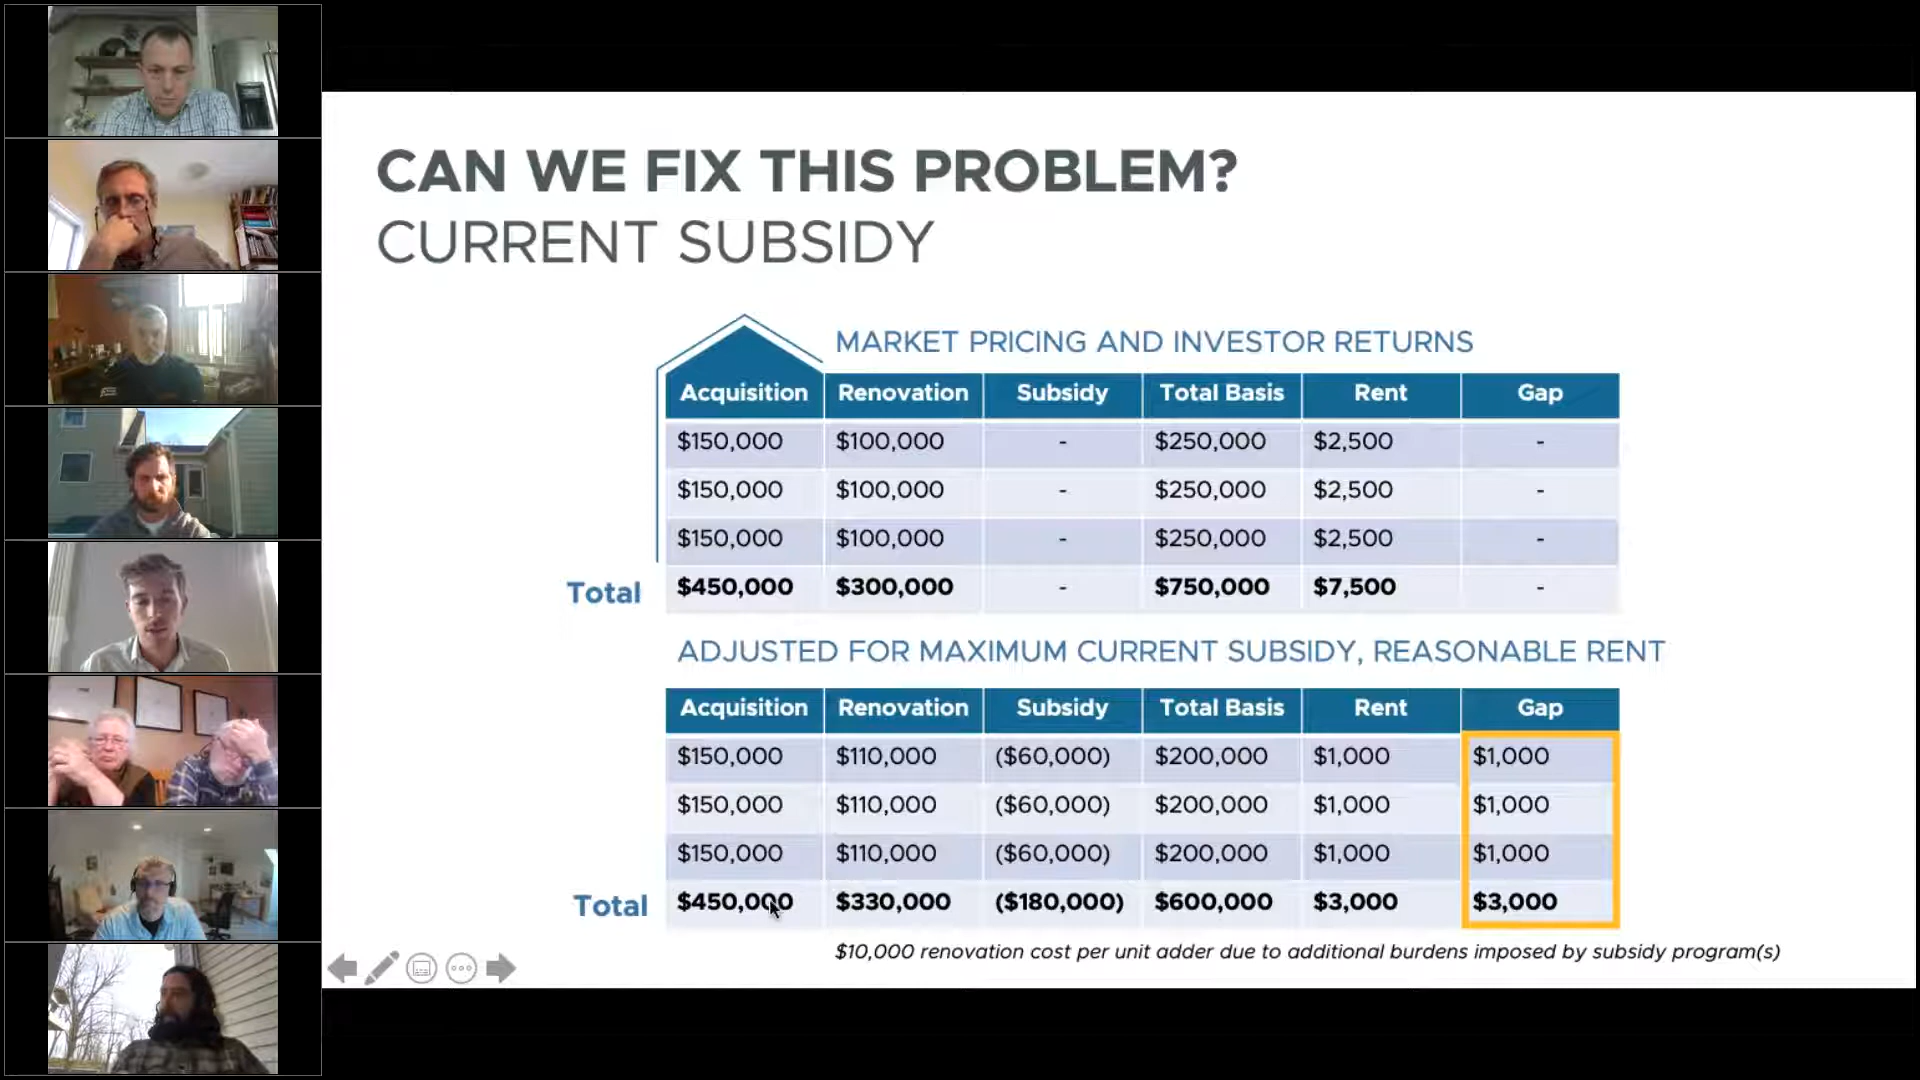 CAN WE FIX THIS PROBLEM?
CURRENT SUBSIDY
MARKET PRICING AND INVESTOR RETURNS
Acquisition Renovation Subsidy Total Basis Rent Gap
$150,000 $100,000 - $250,000 $2,500 -
$150,000 $100,000 - $250,000 $2,500 -
$150,000 $100,000 - $250,000 $2,500 -
Total $450,000 $300,000 - $750,000 $7,500 -
ADJUSTED FOR MAXIMUM CURRENT SUBSIDY, REASONABLE RENT
Acquisition Renovation Subsidy Total Basis Rent Gap
$150,000 $110,000 ($60,000) $200,000 $1,000 $1,000
$150,000 $110,000 ($60,000) $200,000 $1,000 $1,000
$150,000 $110,000 ($60,000) $200,000 $1,000 $1,000
Total $450,000 $330,000 ($180,000) $600,000 $3,000 $3,000
$10,000 renovation cost per unit adder due to additional burdens imposed by subsidy program(s)